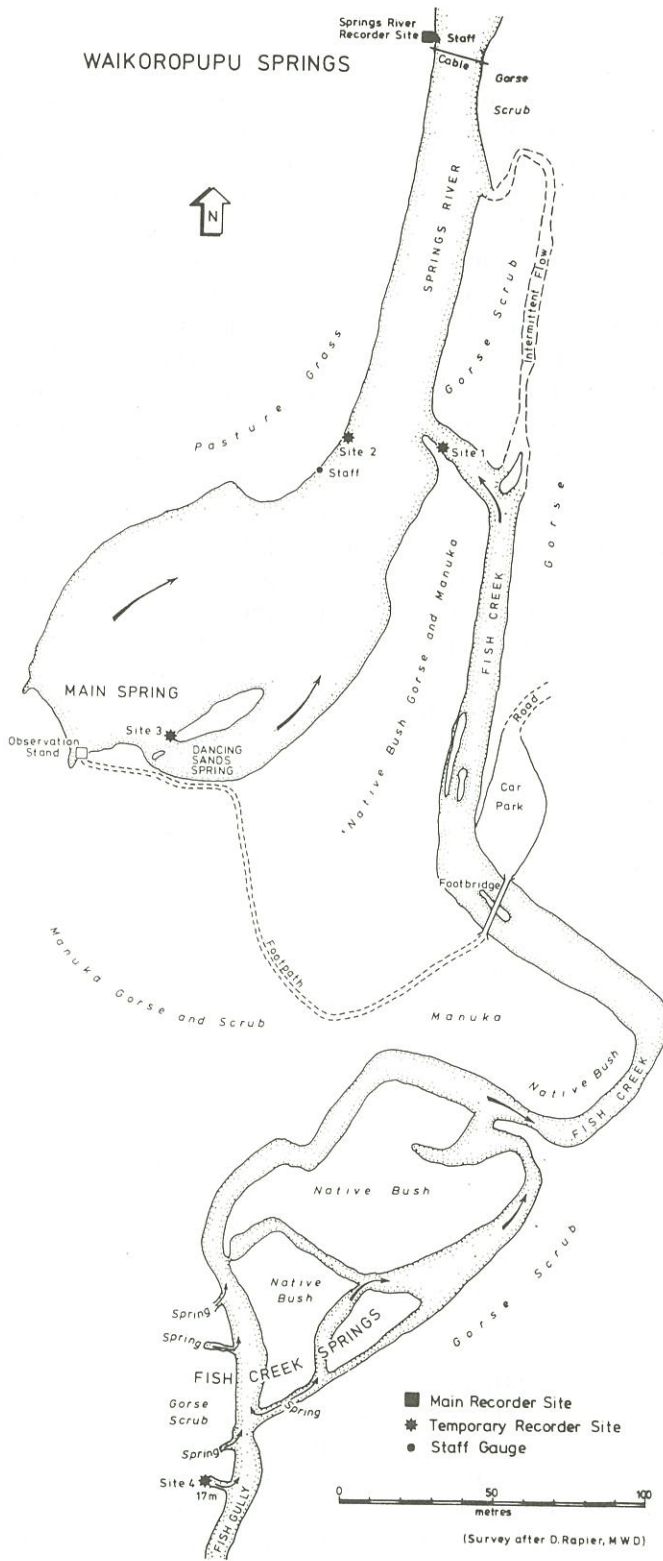 WAIKOROPUPU SPRINGS
Springs River
Recorder Site
Staff
Cable
Gorse
Scrub
N
SPRINGS RIVER
Intermittent Flow
Gorse Scrub
Pasture Grass
Site 2
Staff
Site 1
Gorse
Native Bush Gorse and Manuka
FISH CREEK
MAIN SPRING
Site 3
Observation
Stand
DANCING
SANDS
SPRING
Road
Car
Park
Footbridge
Footpath
Manuka Gorse and Scrub
Manuka
Native Bush
FISH CREEK
Native Bush
Native
Bush
Gorse Scrub
Spring
Spring
FISH CREEK SPRINGS
Spring
Gorse
Scrub
Spring
Site 4
17m
FISH GULLY
Main Recorder Site
Temporary Recorder Site
Staff Gauge
0 50 100
metres
(Survey after D. Rapier, MWD)